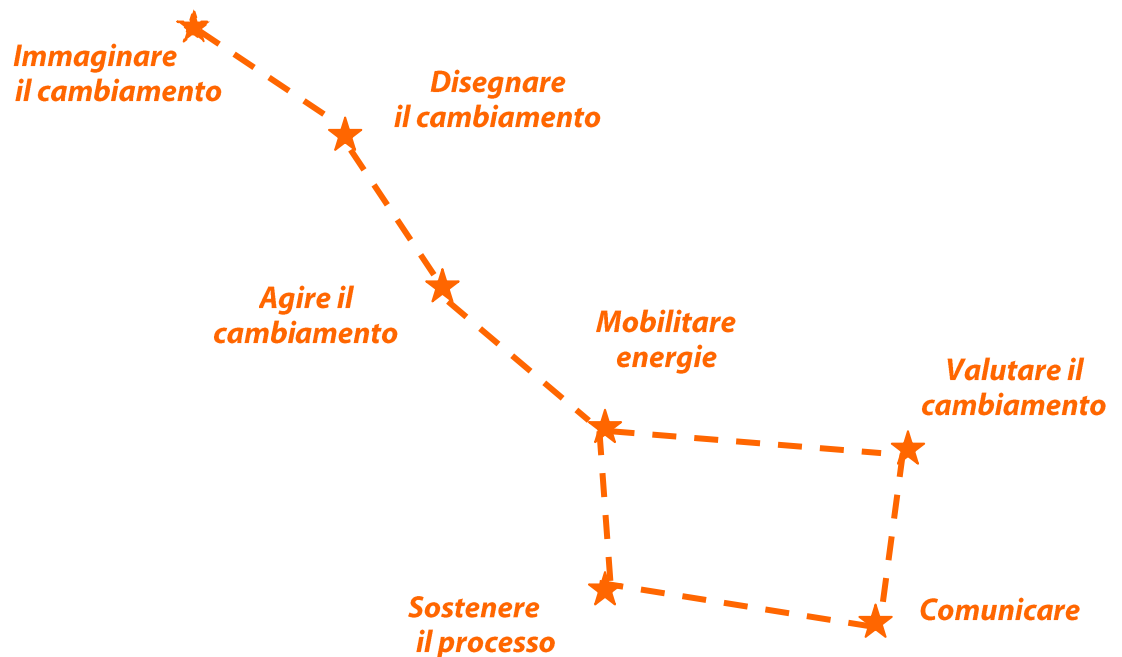 Immaginare
il cambiamento
Disegnare
il cambiamento
Agire il
cambiamento
Mobilitare
energie
Valutare il
cambiamento
Sostenere
il processo
Comunicare